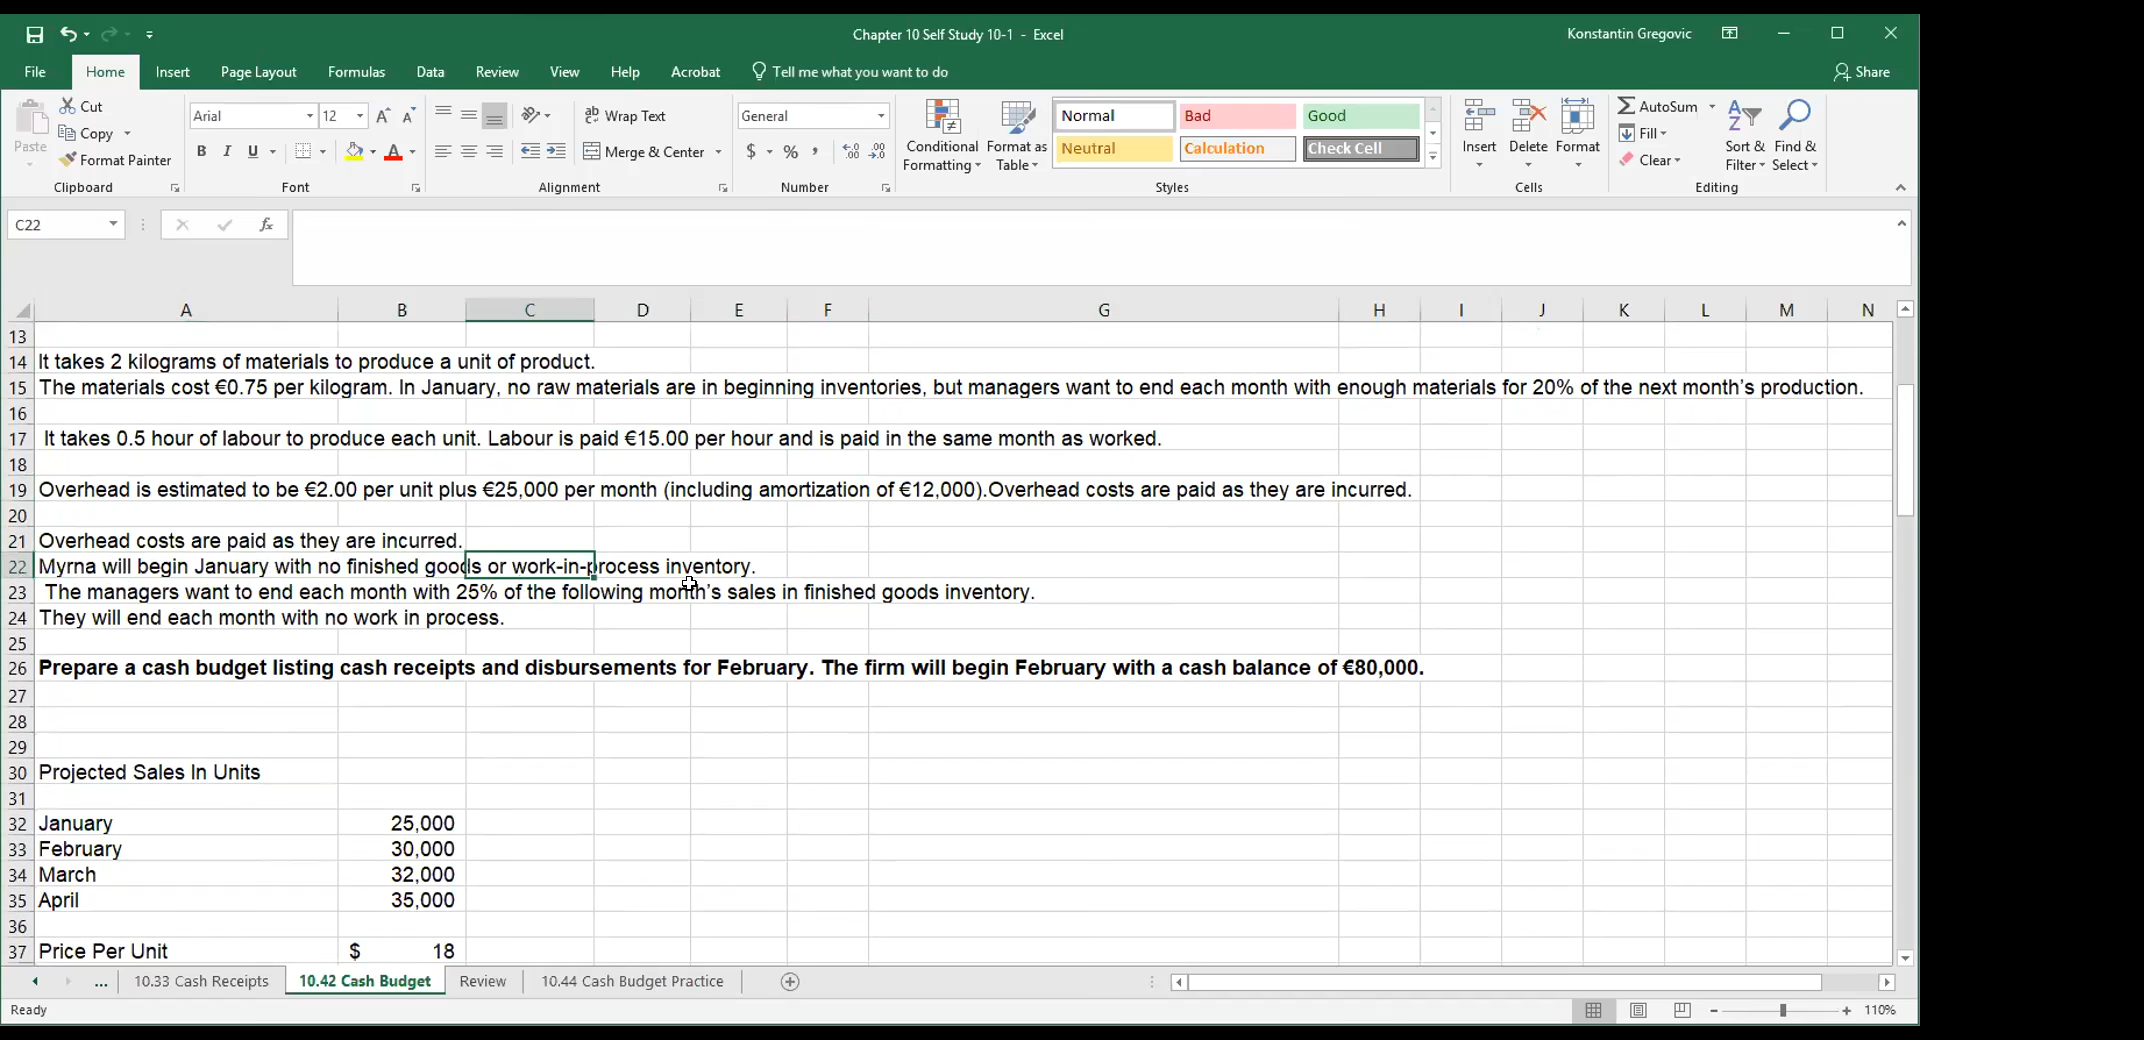 Chapter 10 Self Study 10-1 - Excel
Konstantin Gregovic
File Home Insert Page Layout Formulas Data Review View Help Acrobat Tell me what you want to do Share
Paste
Cut
Copy
Format Painter
Clipboard
Arial 12
B I U
Font
Wrap Text
Merge & Center
Alignment
General
$ % ,
Number
Conditional Formatting
Format as Table
Normal Bad Good
Neutral Calculation Check Cell
Styles
Insert Delete Format
Cells
AutoSum
Fill
Clear
Sort & Filter
Find & Select
Editing
C22 fx
A B C D E F G H I J K L M N
13
14 It takes 2 kilograms of materials to produce a unit of product.
15 The materials cost €0.75 per kilogram. In January, no raw materials are in beginning inventories, but managers want to end each month with enough materials for 20% of the next month’s production.
16
17 It takes 0.5 hour of labour to produce each unit. Labour is paid €15.00 per hour and is paid in the same month as worked.
18
19 Overhead is estimated to be €2.00 per unit plus €25,000 per month (including amortization of €12,000).Overhead costs are paid as they are incurred.
20
21 Overhead costs are paid as they are incurred.
22 Myrna will begin January with no finished goods or work-in-process inventory.
23 The managers want to end each month with 25% of the following month’s sales in finished goods inventory.
24 They will end each month with no work in process.
25
26 Prepare a cash budget listing cash receipts and disbursements for February. The firm will begin February with a cash balance of €80,000.
27
28
29
30 Projected Sales In Units
31
32 January 25,000
33 February 30,000
34 March 32,000
35 April 35,000
36
37 Price Per Unit $ 18
... 10.33 Cash Receipts 10.42 Cash Budget Review 10.44 Cash Budget Practice
Ready 110%